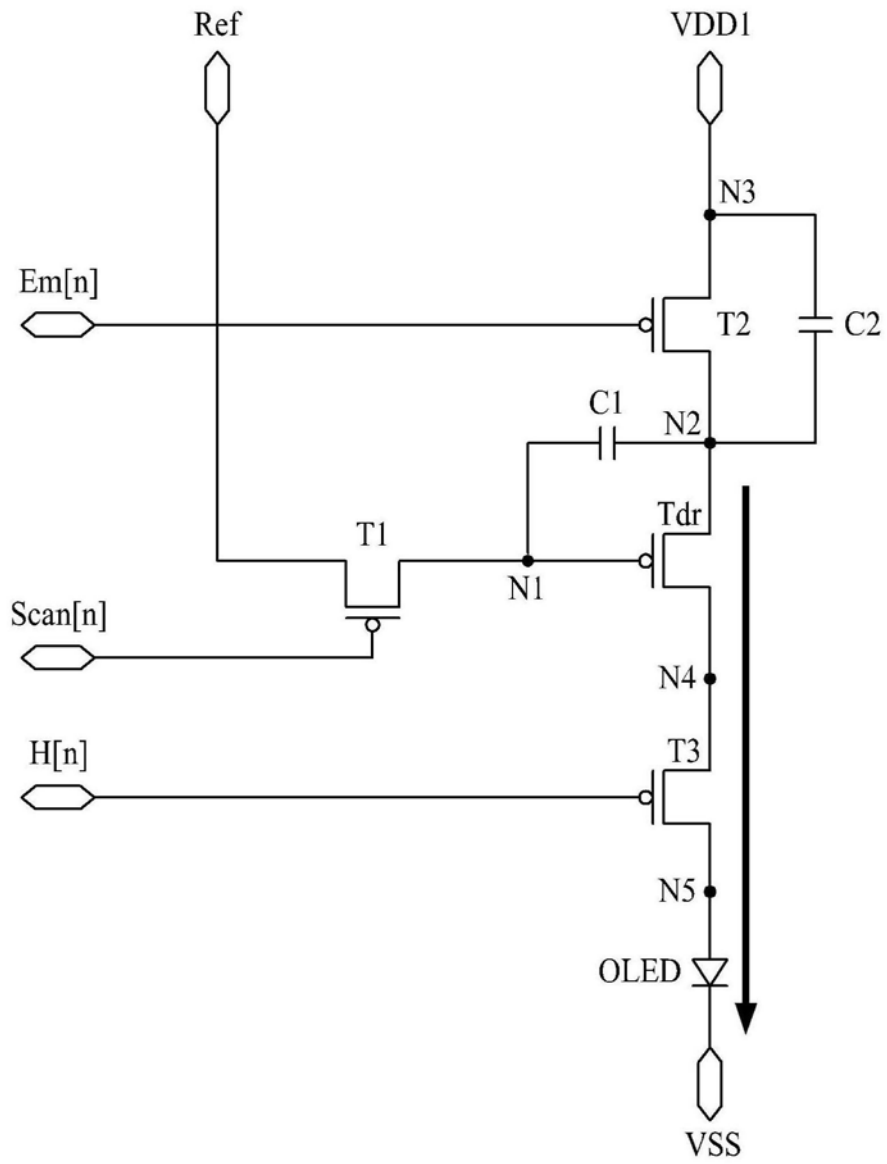 Ref
VDD1
N3
Em[n]
T2
C2
C1
N2
T1
Tdr
N1
Scan[n]
N4
H[n]
T3
N5
OLED
VSS